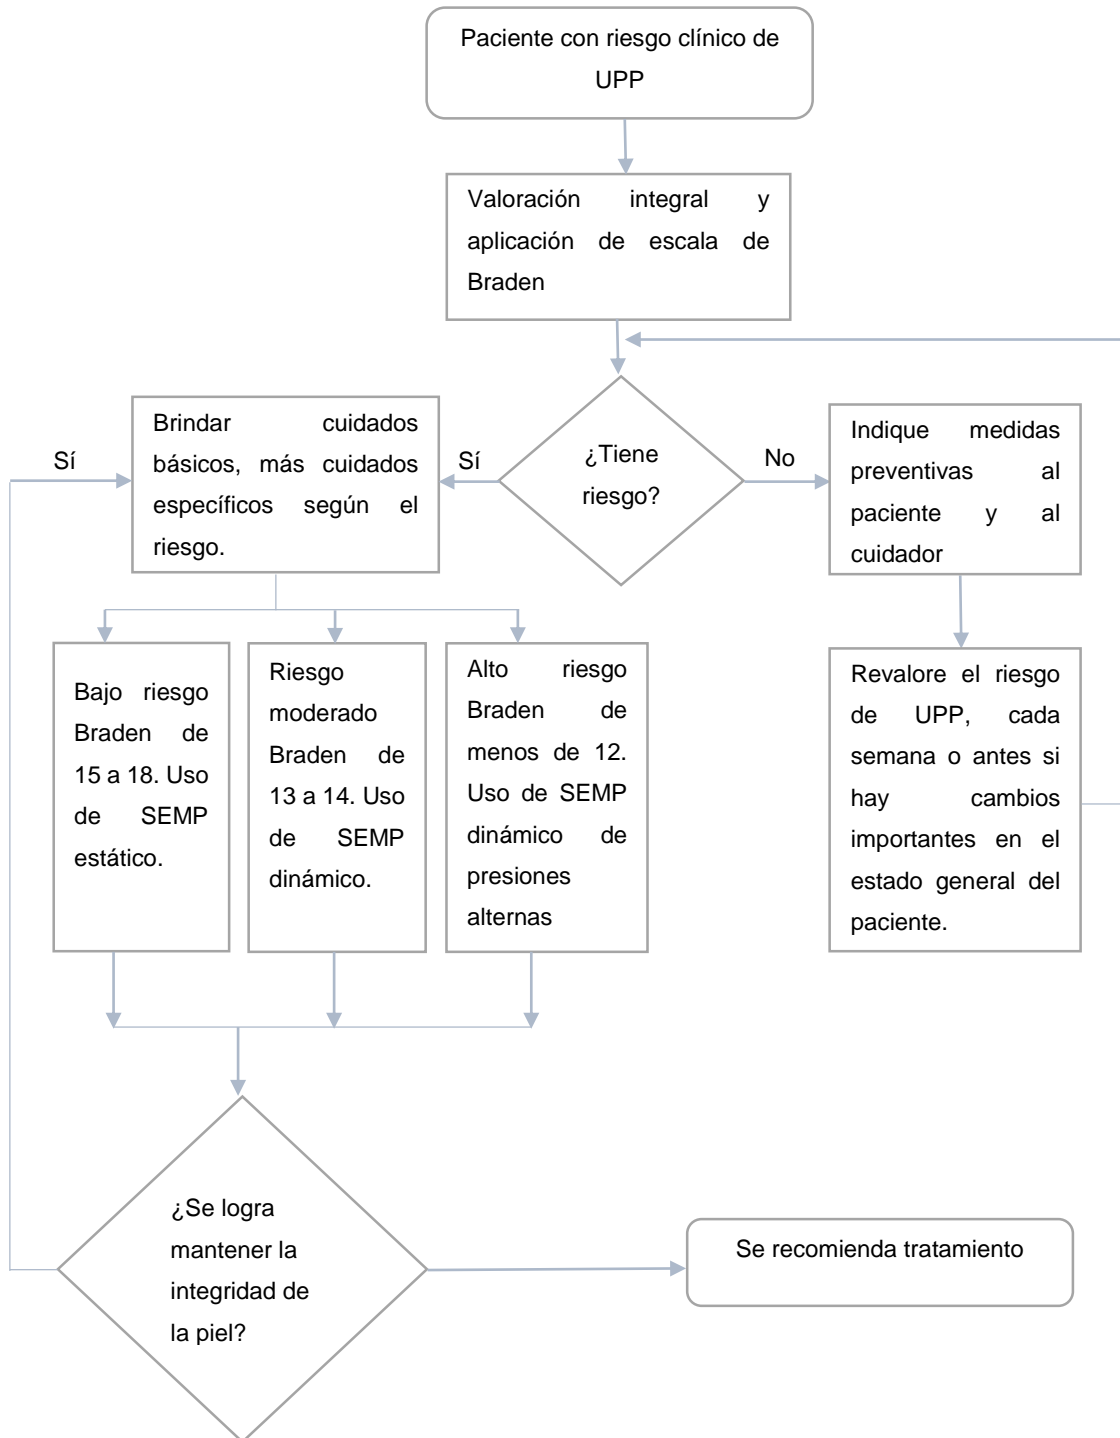 Paciente con riesgo clínico de
UPP
Valoración integral y
aplicación de escala de
Braden
¿Tiene
riesgo?
Sí
No
Sí
Brindar cuidados
básicos, más cuidados
específicos según el
riesgo.
Indique medidas
preventivas al
paciente y al
cuidador
Bajo riesgo
Braden de
15 a 18. Uso
de SEMP
estático.
Riesgo
moderado
Braden de
13 a 14. Uso
de SEMP
dinámico.
Alto riesgo
Braden de
menos de 12.
Uso de SEMP
dinámico de
presiones
alternas
Revalore el riesgo
de UPP, cada
semana o antes si
hay cambios
importantes en el
estado general del
paciente.
¿Se logra
mantener la
integridad de
la piel?
Se recomienda tratamiento